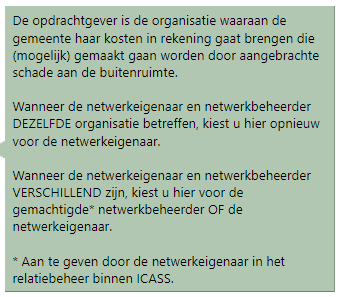 De opdrachtgever is de organisatie waaraan de
gemeente haar kosten in rekening gaat brengen die
(mogelijk) gemaakt gaan worden door aangebrachte
schade aan de buitenruimte.
Wanneer de netwerkeigenaar en netwerkbeheerder
DEZELFDE organisatie betreffen, kiest u hier opnieuw
voor de netwerkeigenaar.
Wanneer de netwerkeigenaar en netwerkbeheerder
VERSCHILLEND zijn, kiest u hier voor de
gemachtigde* netwerkbeheerder OF de
netwerkeigenaar.
* Aan te geven door de netwerkeigenaar in het
relatiebeheer binnen ICASS.